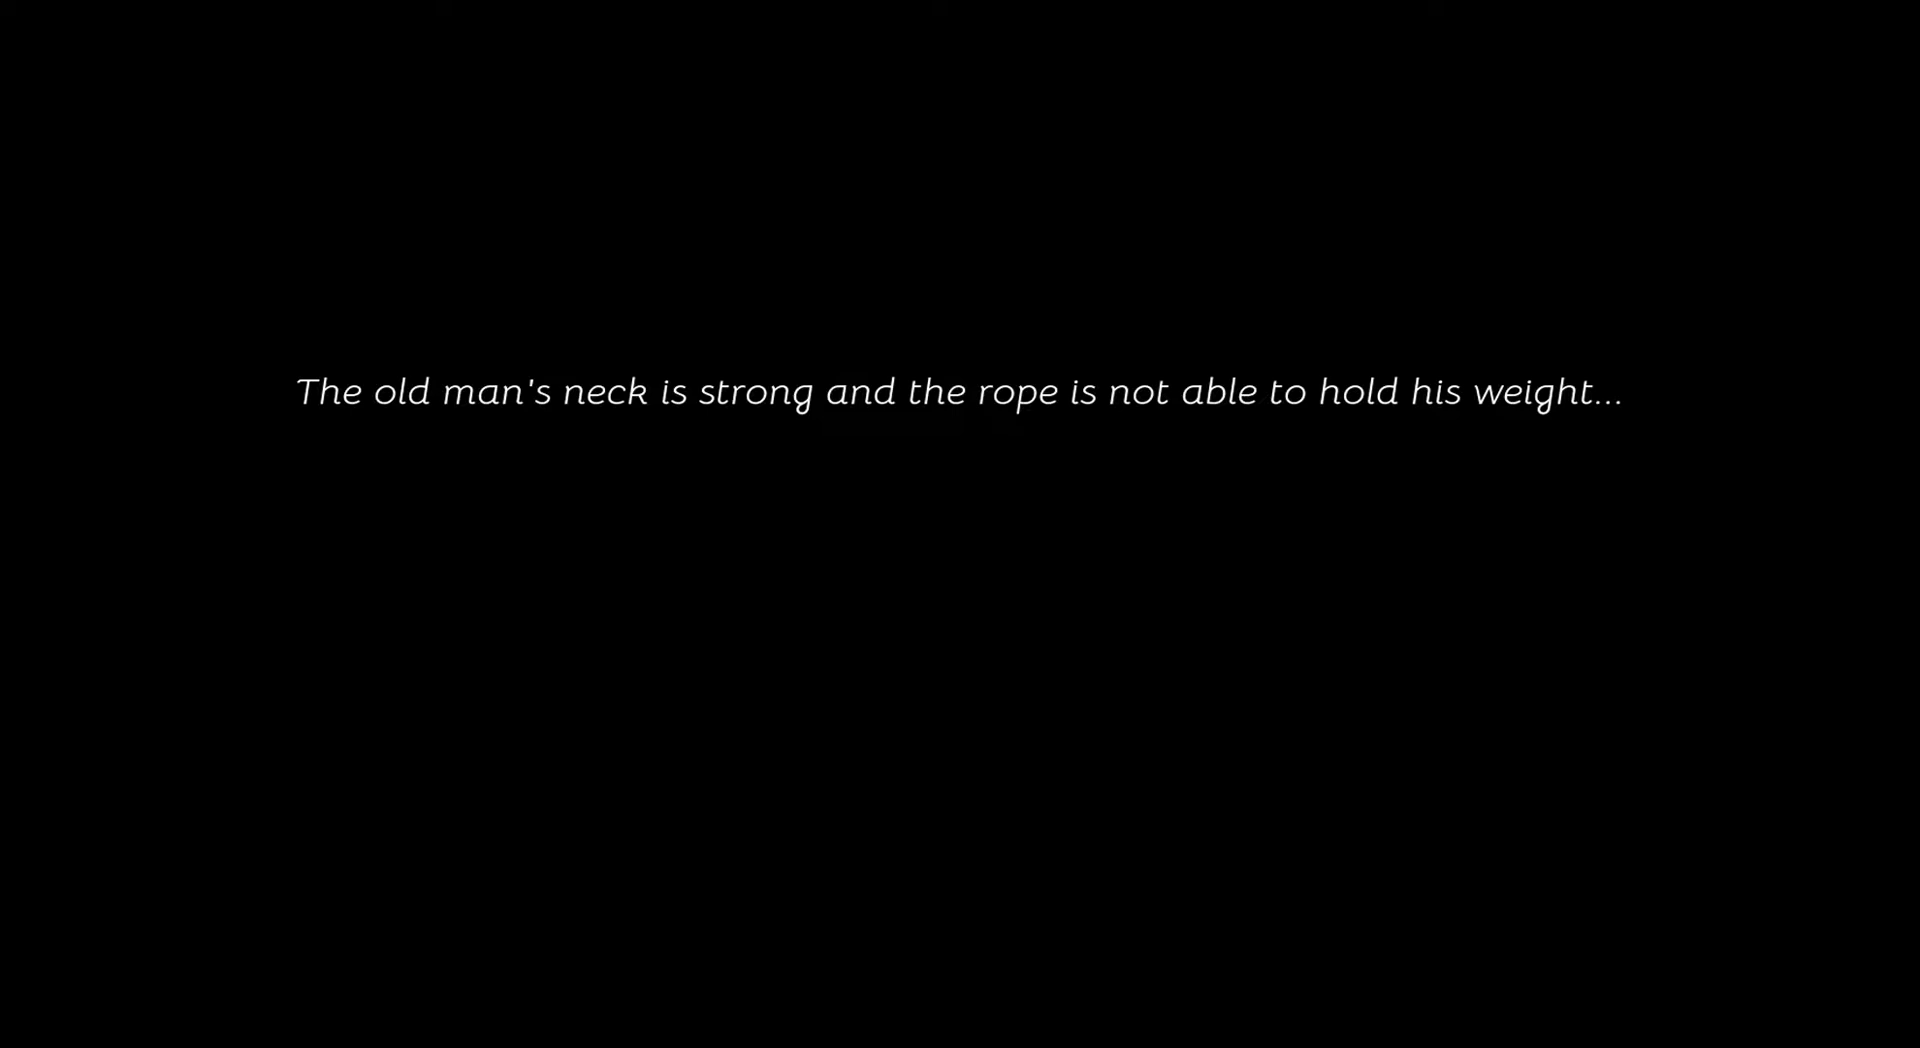 The old man's neck is strong and the rope is not able to hold his weight...